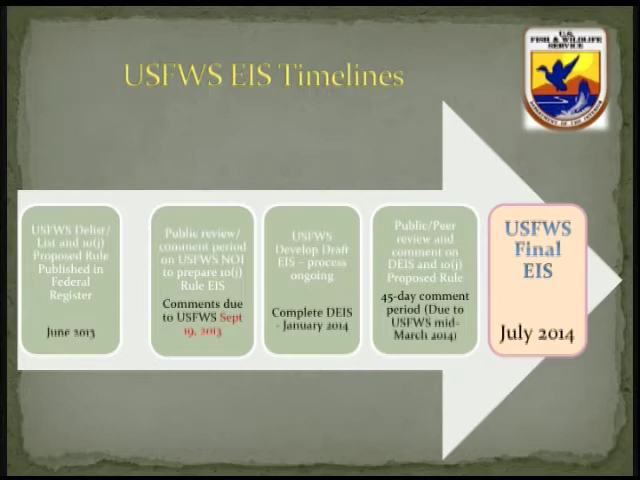 USFWS EIS Timelines
U.S.
FISH & WILDLIFE
SERVICE
DEPARTMENT OF THE INTERIOR
USFWS Delist/
List and 10(j)
Proposed Rule
Published in
Federal
Register
June 2013
Public review/
comment period
on USFWS NOI
to prepare 10(j)
Rule EIS
Comments due
to USFWS Sept
19, 2013
USFWS
Develop Draft
EIS – process
ongoing
Complete DEIS
- January 2014
Public/Peer
review and
comment on
DEIS and 10(j)
Proposed Rule
45-day comment
period (Due to
USFWS mid-
March 2014)
USFWS
Final
EIS
July 2014